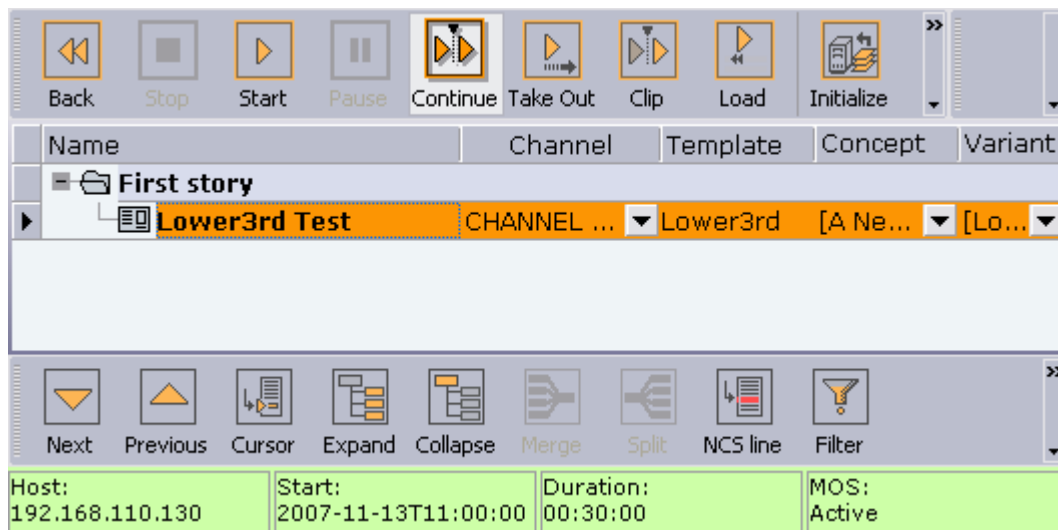 Back Stop Start Pause Continue Take Out Clip Load Initialize
Name Channel Template Concept Variant
First story
Lower3rd Test CHANNEL ... Lower3rd [A Ne... [Lo...
Next Previous Cursor Expand Collapse Merge Split NCS line Filter
Host: Start: Duration: MOS:
192.168.110.130 2007-11-13T11:00:00 00:30:00 Active